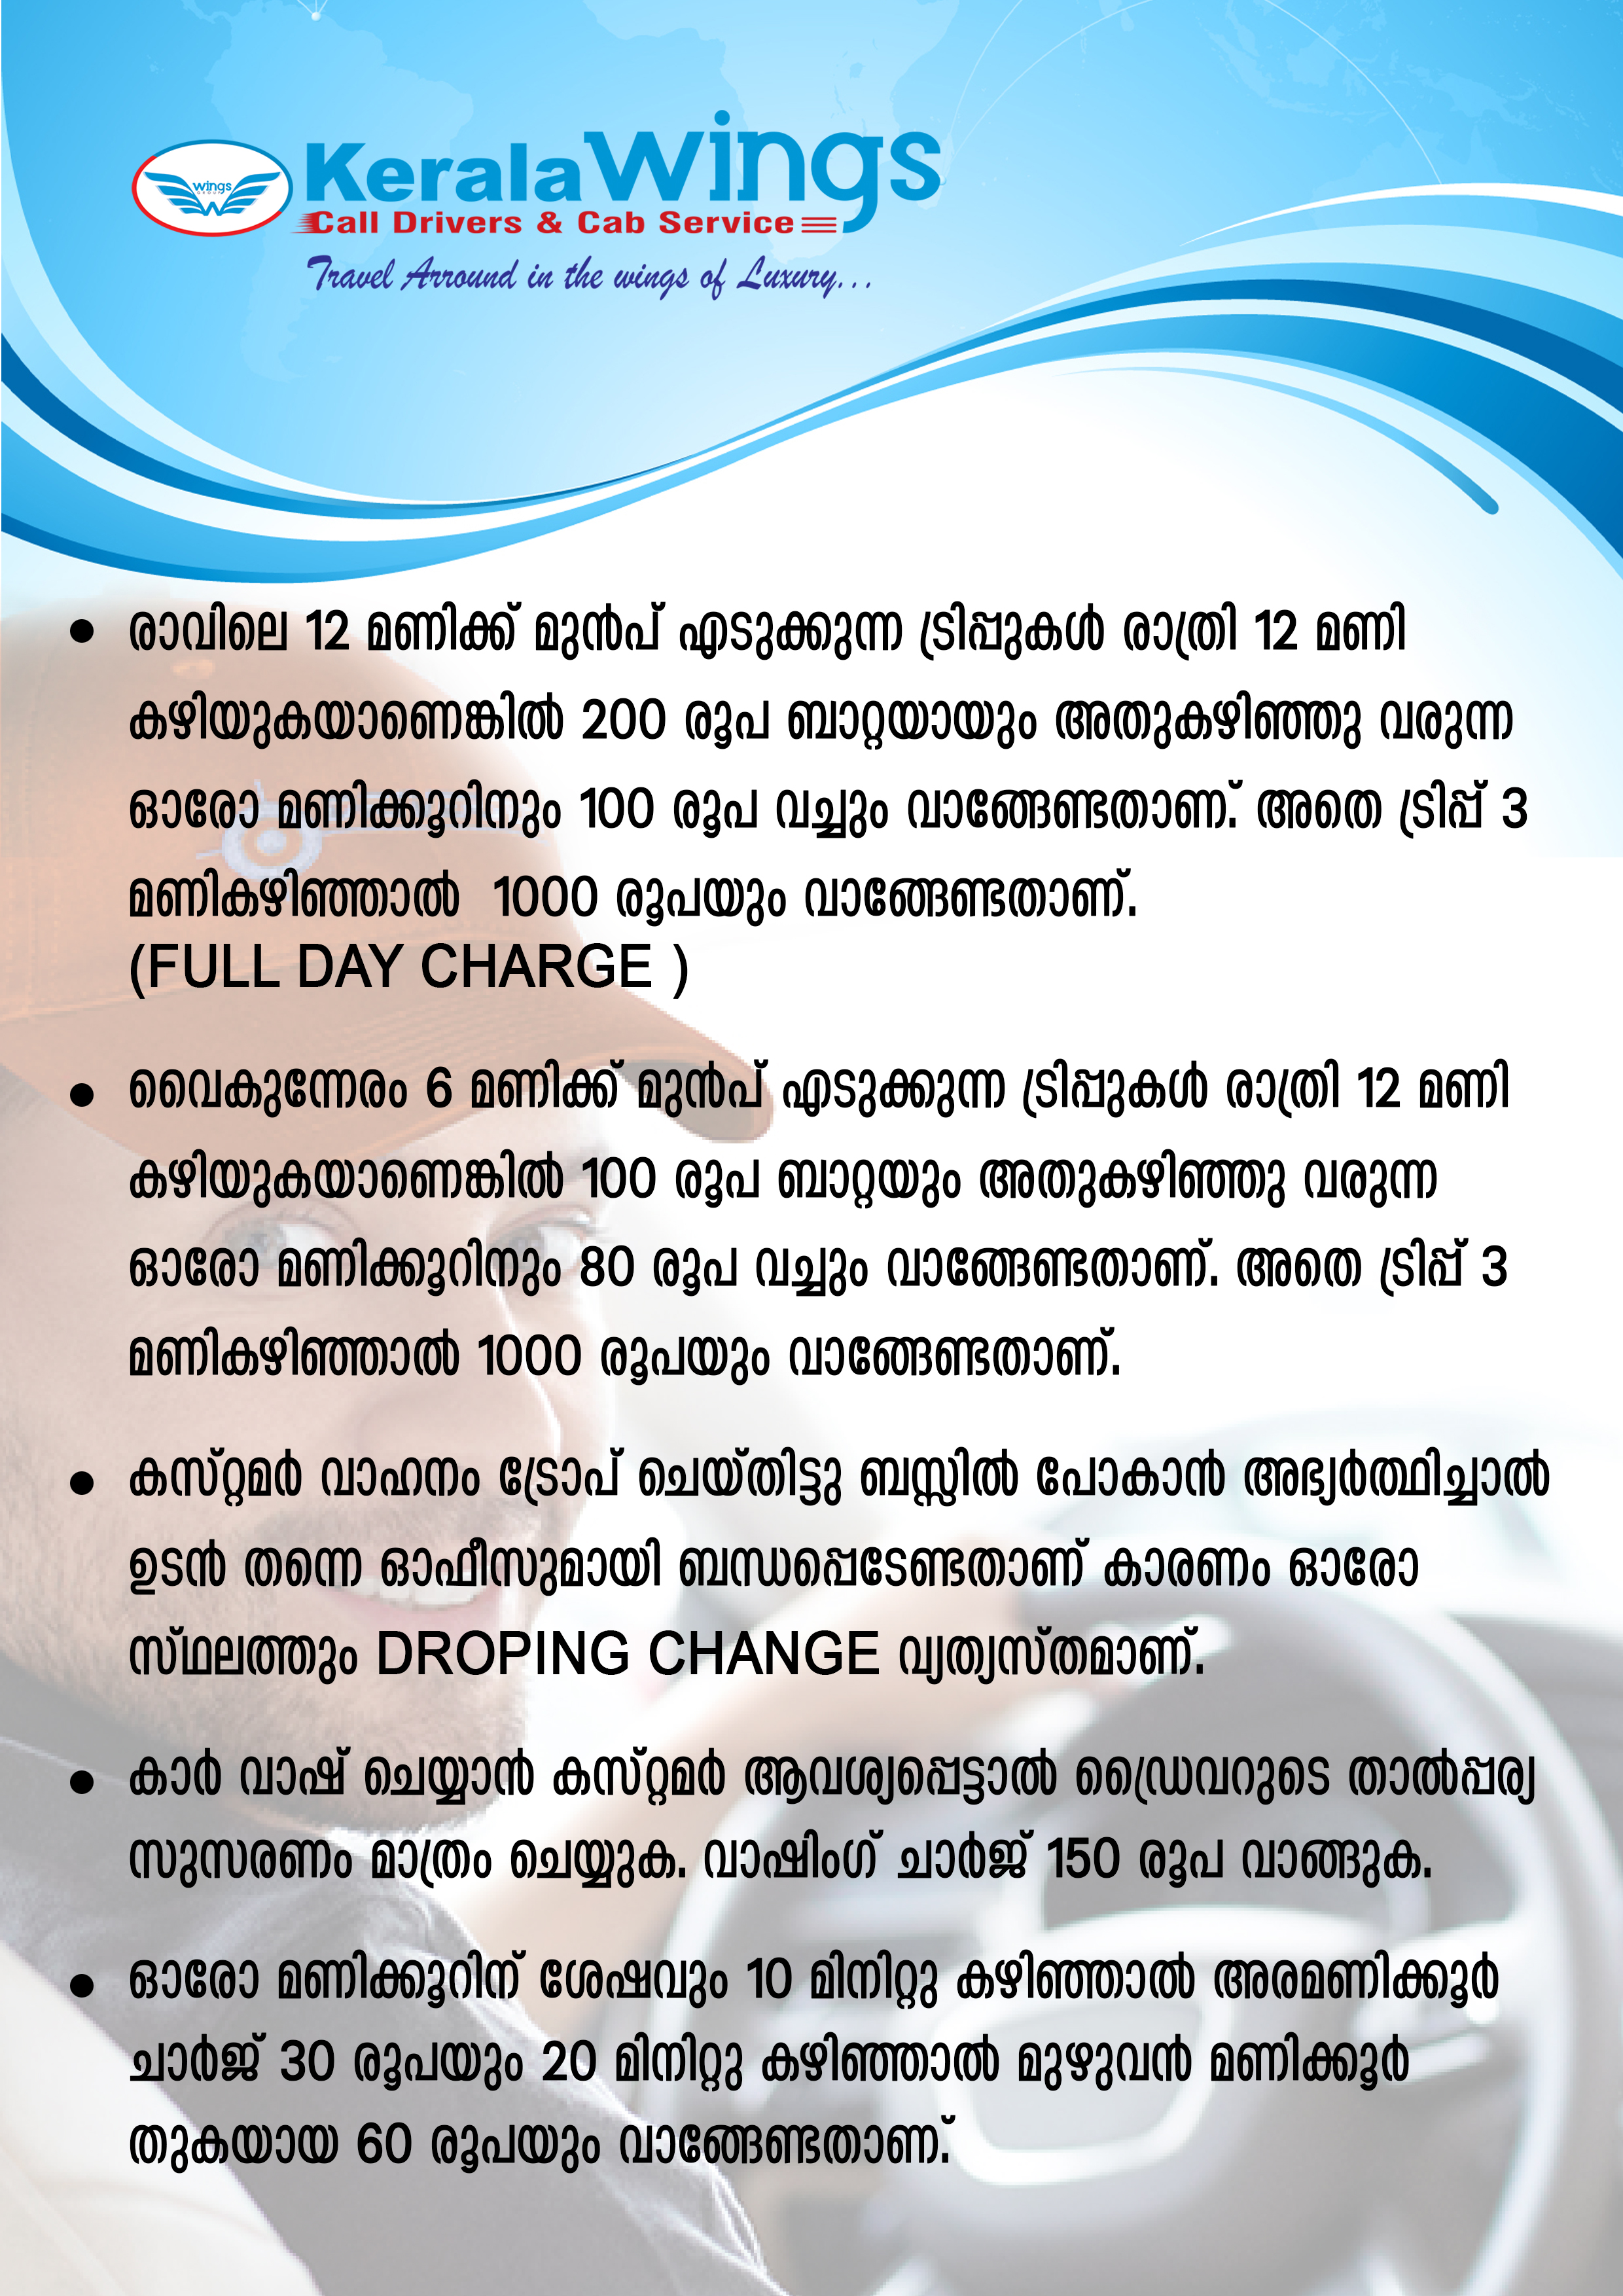 wings
GROUP
KeralaWings
Call Drivers & Cab Service
Travel Arround in the wings of Luxury...
• രാവിലെ 12 മണിക്ക് മുൻപ് എടുക്കുന്ന ട്രിപ്പുകൾ രാത്രി 12 മണി
കഴിയുകയാണെങ്കിൽ 200 രൂപ ബാറ്റയായും അതുകഴിഞ്ഞു വരുന്ന
ഓരോ മണിക്കൂറിനും 100 രൂപ വച്ചും വാങ്ങേണ്ടതാണ്. അതെ ട്രിപ്പ് 3
മണികഴിഞ്ഞാൽ 1000 രൂപയും വാങ്ങേണ്ടതാണ്.
(FULL DAY CHARGE )
• വൈകുന്നേരം 6 മണിക്ക് മുൻപ് എടുക്കുന്ന ട്രിപ്പുകൾ രാത്രി 12 മണി
കഴിയുകയാണെങ്കിൽ 100 രൂപ ബാറ്റയും അതുകഴിഞ്ഞു വരുന്ന
ഓരോ മണിക്കൂറിനും 80 രൂപ വച്ചും വാങ്ങേണ്ടതാണ്. അതെ ട്രിപ്പ് 3
മണികഴിഞ്ഞാൽ 1000 രൂപയും വാങ്ങേണ്ടതാണ്.
• കസ്റ്റമർ വാഹനം ട്രോപ് ചെയ്തിട്ടു ബസ്സിൽ പോകാൻ അഭ്യർത്ഥിച്ചാൽ
ഉടൻ തന്നെ ഓഫീസുമായി ബന്ധപ്പെടേണ്ടതാണ് കാരണം ഓരോ
സ്ഥലത്തും DROPING CHANGE വ്യത്യസ്തമാണ്.
• കാർ വാഷ് ചെയ്യാൻ കസ്റ്റമർ ആവശ്യപ്പെട്ടാൽ ഡ്രൈവറുടെ താൽപ്പര്യ
സുസരണം മാത്രം ചെയ്യുക. വാഷിംഗ് ചാർജ് 150 രൂപ വാങ്ങുക.
• ഓരോ മണിക്കൂറിന് ശേഷവും 10 മിനിറ്റു കഴിഞ്ഞാൽ അരമണിക്കൂർ
ചാർജ് 30 രൂപയും 20 മിനിറ്റു കഴിഞ്ഞാൽ മുഴുവൻ മണിക്കൂർ
തുകയായ 60 രൂപയും വാങ്ങേണ്ടതാണ്.